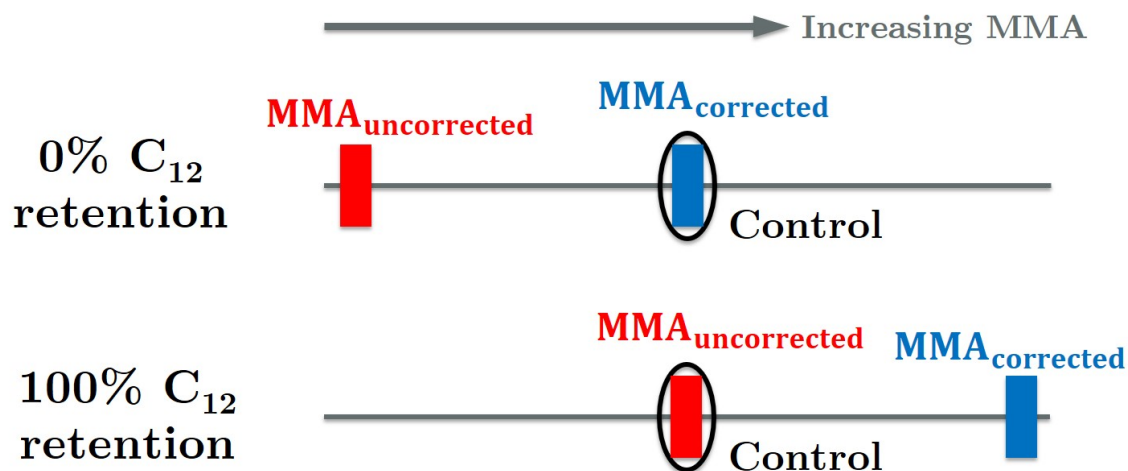 Increasing MMA
MMAuncorrected
MMAcorrected
0% C12
retention
Control
MMAuncorrected
MMAcorrected
100% C12
retention
Control